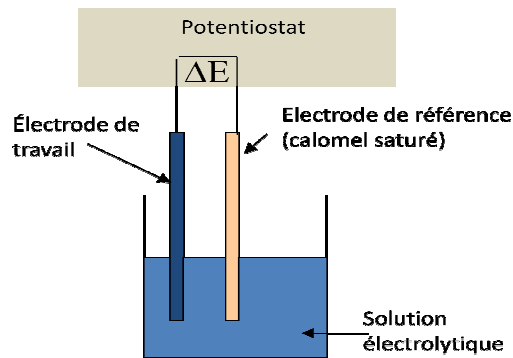 Potentiostat
ΔE
Électrode de
travail
Electrode de référence
(calomel saturé)
Solution
électrolytique